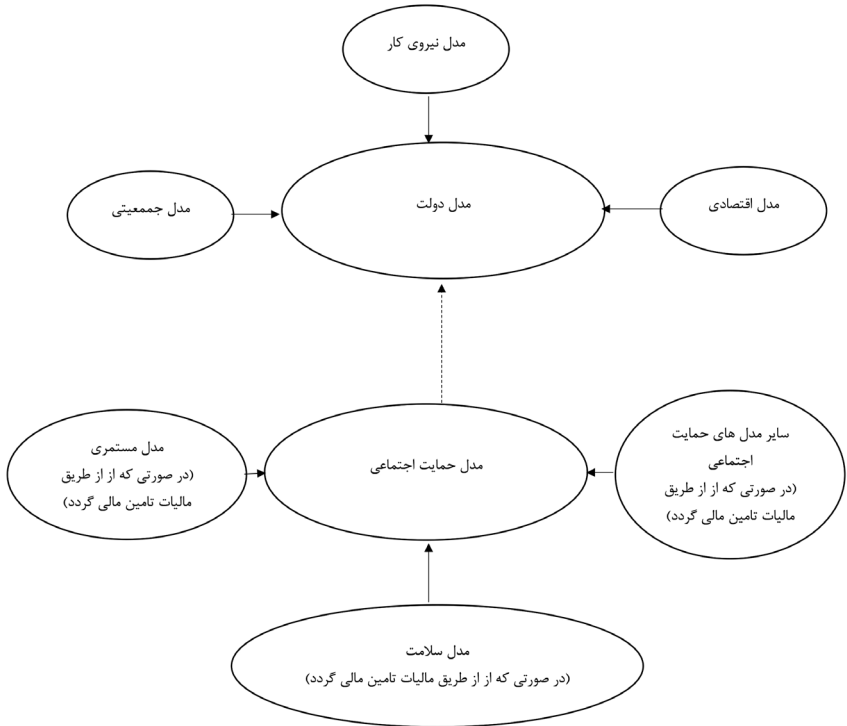 مدل نیروی کار
مدل جممعیتی
مدل دولت
مدل اقتصادی
مدل مستمری
(در صورتی که از از طریق
مالیات تامین مالی گردد)
مدل حمایت اجتماعی
سایر مدل های حمایت
اجتماعی
(در صورتی که از از طریق
مالیات تامین مالی گردد)
مدل سلامت
(در صورتی که از از طریق مالیات تامین مالی گردد)